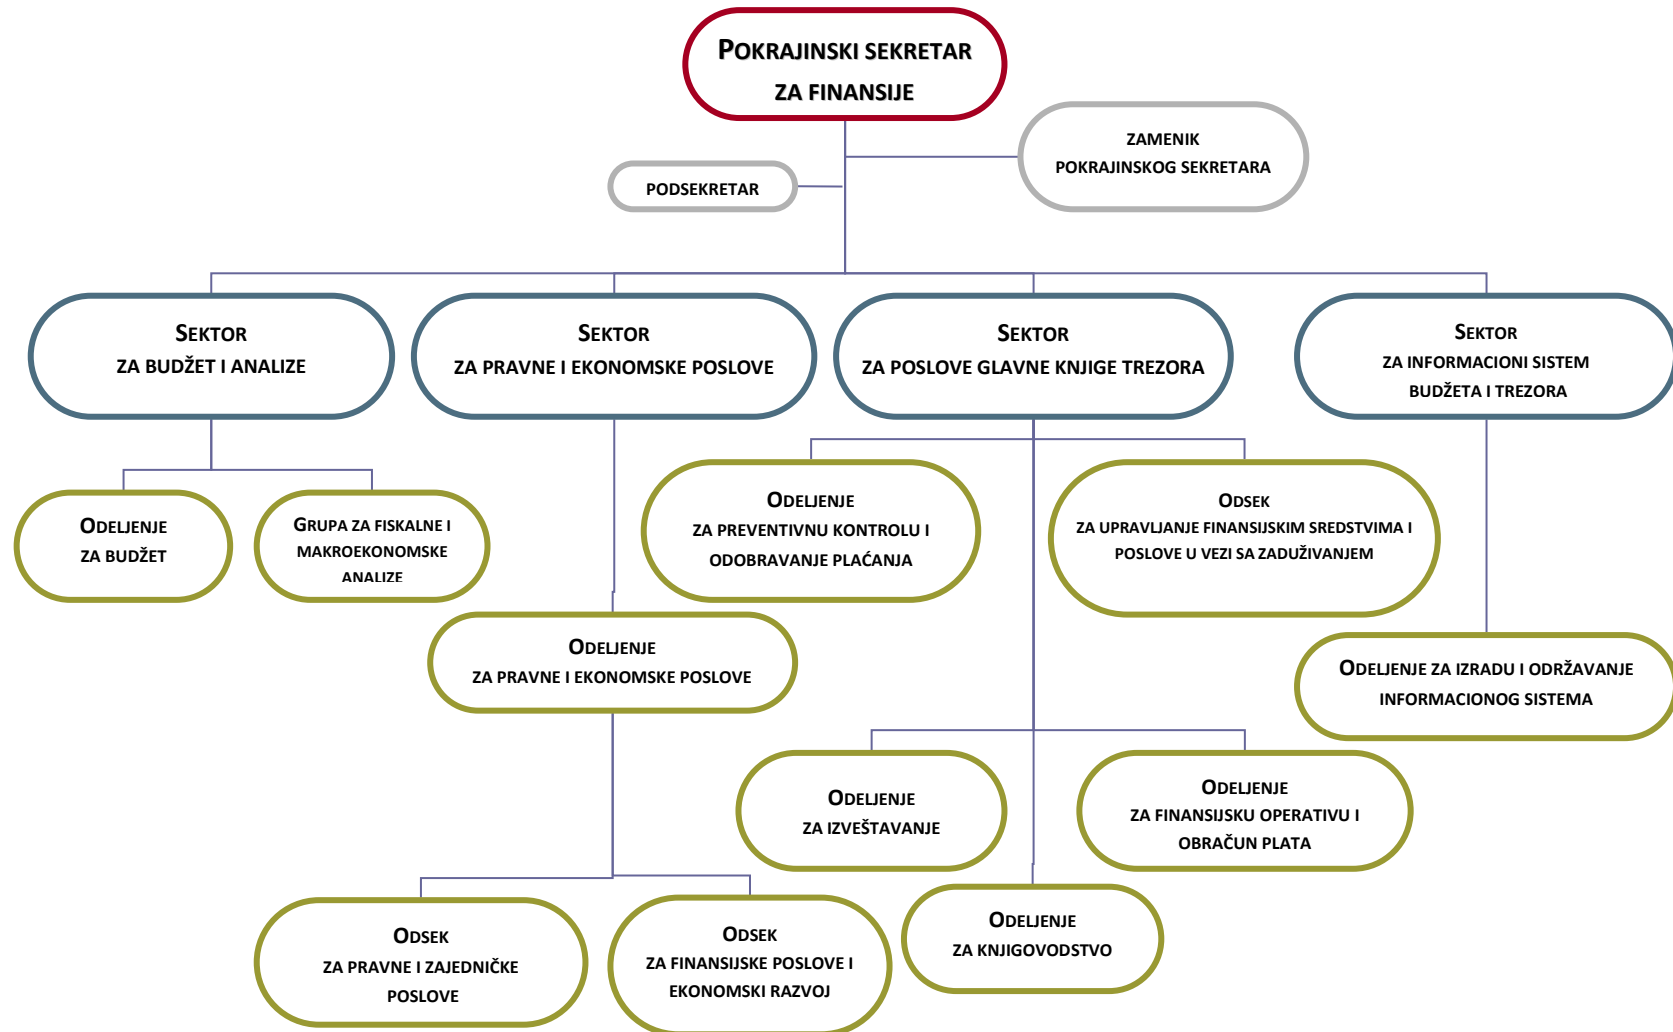 POKRAJINSKI SEKRETAR
ZA FINANSIJE
ZAMENIK
POKRAJINSKOG SEKRETARA
PODSEKRETAR
SEKTOR
ZA BUDŽET I ANALIZE
SEKTOR
ZA PRAVNE I EKONOMSKE POSLOVE
SEKTOR
ZA POSLOVE GLAVNE KNJIGE TREZORA
SEKTOR
ZA INFORMACIONI SISTEM
BUDŽETA I TREZORA
ODELJENJE
ZA BUDŽET
GRUPA ZA FISKALNE I
MAKROEKONOMSKE
ANALIZE
ODELJENJE
ZA PREVENTIVNU KONTROLU I
ODOBRAVANJE PLAĆANJA
ODSEK
ZA UPRAVLJANJE FINANSIJSKIM SREDSTVIMA I
POSLOVE U VEZI SA ZADUŽIVANJEM
ODELJENJE
ZA PRAVNE I EKONOMSKE POSLOVE
ODELJENJE ZA IZRADU I ODRŽAVANJE
INFORMACIONOG SISTEMA
ODELJENJE
ZA IZVEŠTAVANJE
ODELJENJE
ZA FINANSIJSKU OPERATIVU I
OBRAČUN PLATA
ODSEK
ZA PRAVNE I ZAJEDNIČKE
POSLOVE
ODSEK
ZA FINANSIJSKE POSLOVE I
EKONOMSKI RAZVOJ
ODELJENJE
ZA KNJIGOVODSTVO